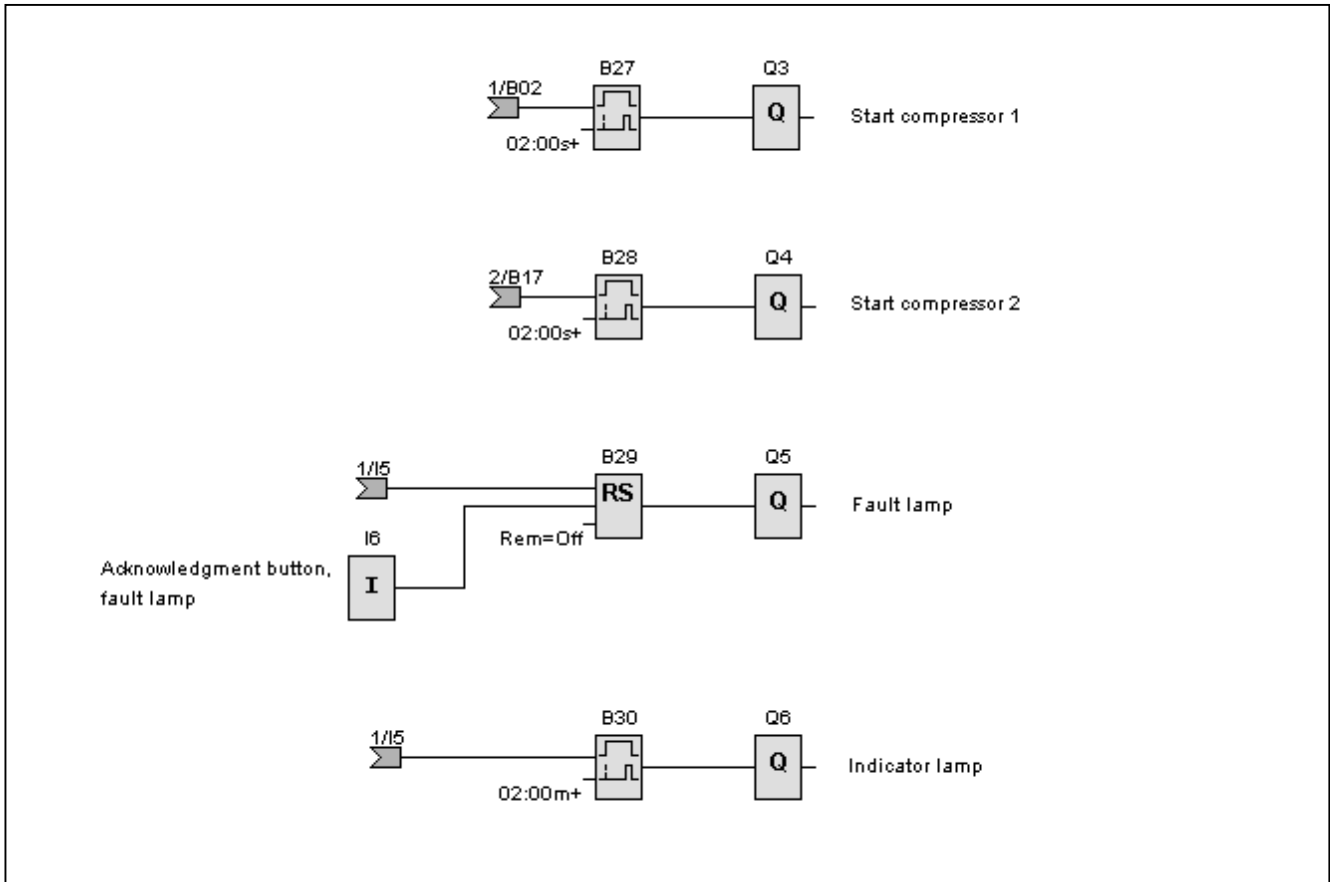 B27
Q3
1/B02
Q
Start compressor 1
02:00s+
B28
Q4
2/B17
Q
Start compressor 2
02:00s+
B29
Q5
1/I5
RS
Q
Fault lamp
Rem=Off
I6
Acknowledgment button,
fault lamp
I
B30
Q6
1/I5
Q
Indicator lamp
02:00m+